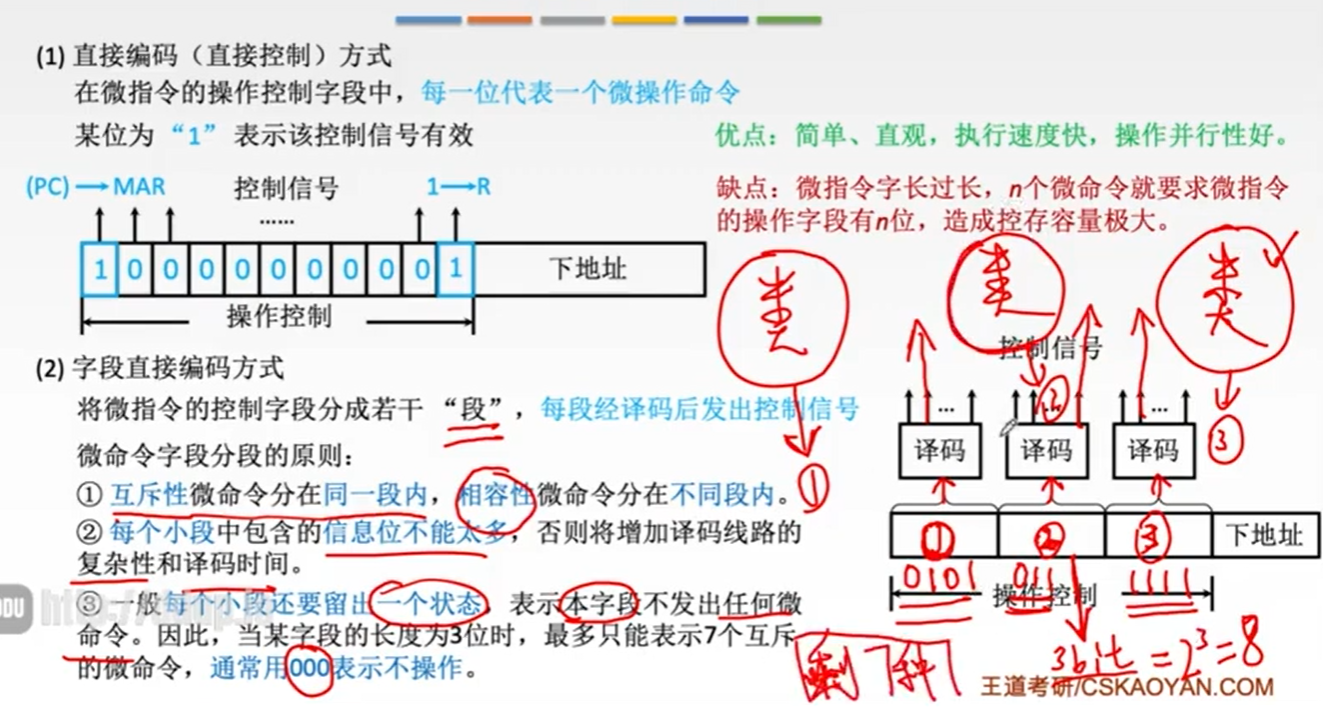 (1) 直接编码（直接控制）方式
在微指令的操作控制字段中，每一位代表一个微操作命令
某位为 “1” 表示该控制信号有效
优点：简单、直观，执行速度快，操作并行性好。
(PC) MAR 控制信号 1 R
缺点：微指令字长过长，n个微命令就要求微指令
的操作字段有n位，造成控存容量极大。
......
1 0 0 0 0 0 0 0 0 0 1 下地址
操作控制
控制信号
(2) 字段直接编码方式
将微指令的控制字段分成若干 “段”，每段经译码后发出控制信号
② ... ... 
译码 译码 译码 ③
微命令字段分段的原则：
① 互斥性微命令分在同一段内，相容性微命令分在不同段内。①
② 每个小段中包含的信息位不能太多，否则将增加译码线路的
复杂性和译码时间。
① ② ③ 下地址
0101 011 1111
操作控制
③ 一般每个小段还要留出一个状态，表示本字段不发出任何微
命令。因此，当某字段的长度为3位时，最多只能表示7个互斥
的微命令，通常用000表示不操作。
剩7种 3bit = 2³ = 8
王道考研/CSKAOYAN.COM